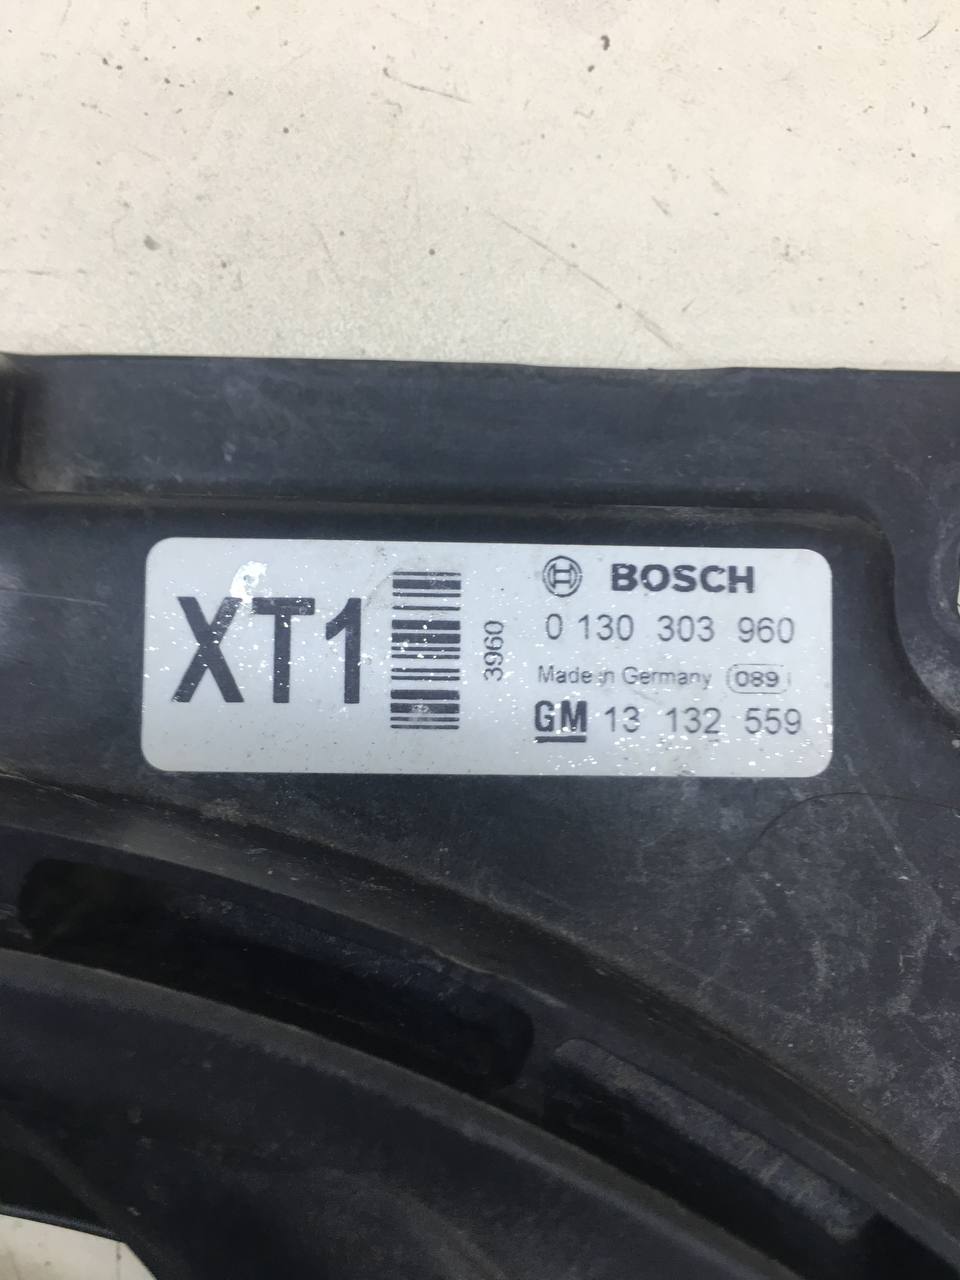 XT1
3960
BOSCH
0 130 303 960
Made in Germany 089
GM 13 132 559